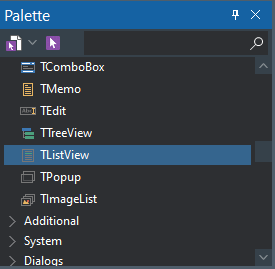 Palette
TComboBox
TMemo
TEdit
TTreeView
TListView
TPopup
TImageList
Additional
System
Dialogs